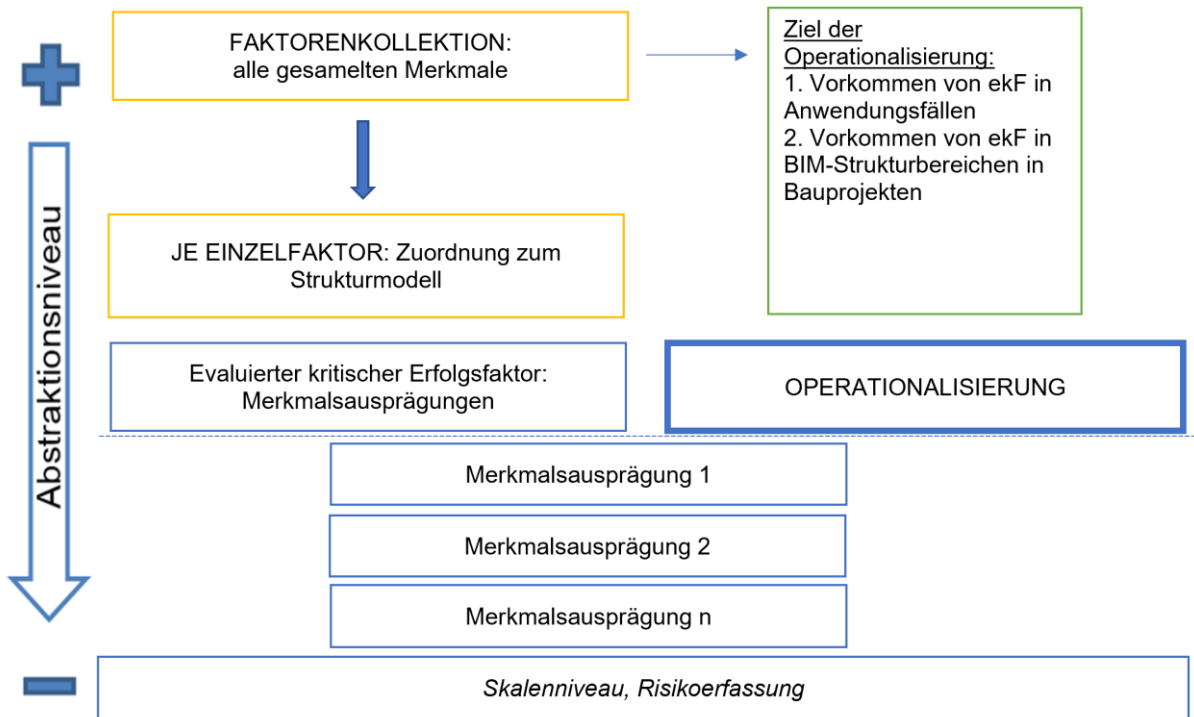 FAKTORENKOLLEKTION:
alle gesamelten Merkmale
Ziel der
Operationalisierung:
1. Vorkommen von ekF in
Anwendungsfällen
2. Vorkommen von ekF in
BIM-Strukturbereichen in
Bauprojekten
Abstraktionsniveau
JE EINZELFAKTOR: Zuordnung zum
Strukturmodell
Evaluierter kritischer Erfolgsfaktor:
Merkmalsausprägungen
OPERATIONALISIERUNG
Merkmalsausprägung 1
Merkmalsausprägung 2
Merkmalsausprägung n
Skalenniveau, Risikoerfassung